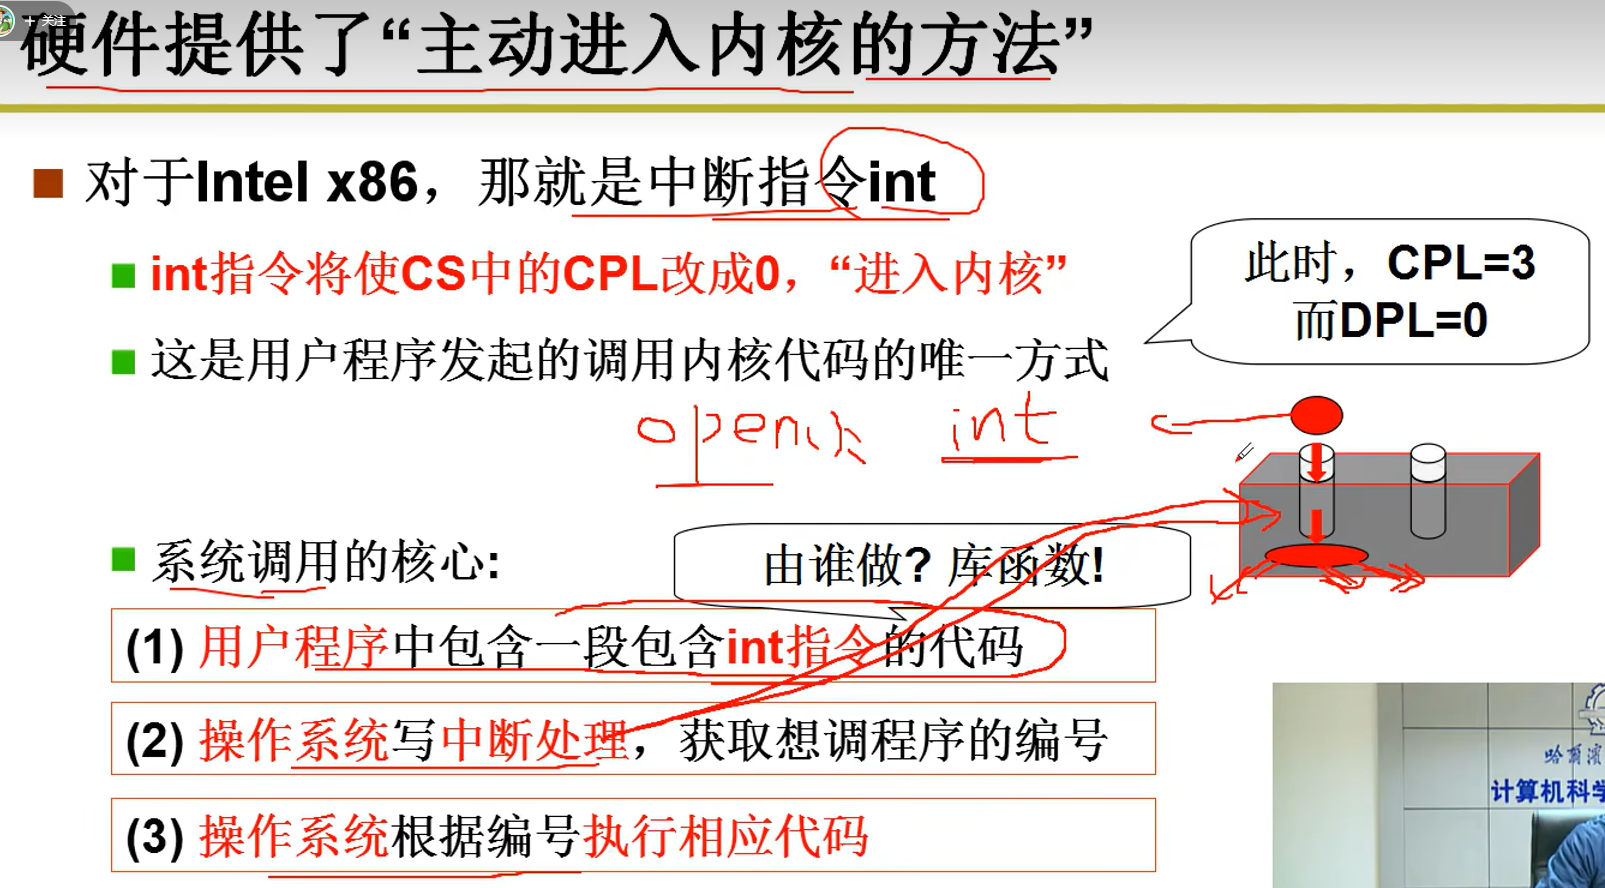 + 关注
硬件提供了“主动进入内核的方法”
对于Intel x86，那就是中断指令int
int指令将使CS中的CPL改成0，“进入内核”
此时，CPL=3
而DPL=0
这是用户程序发起的调用内核代码的唯一方式
open() int
系统调用的核心:
由谁做? 库函数!
(1) 用户程序中包含一段包含int指令的代码
(2) 操作系统写中断处理，获取想调程序的编号
(3) 操作系统根据编号执行相应代码
哈爾濱
计算机科学